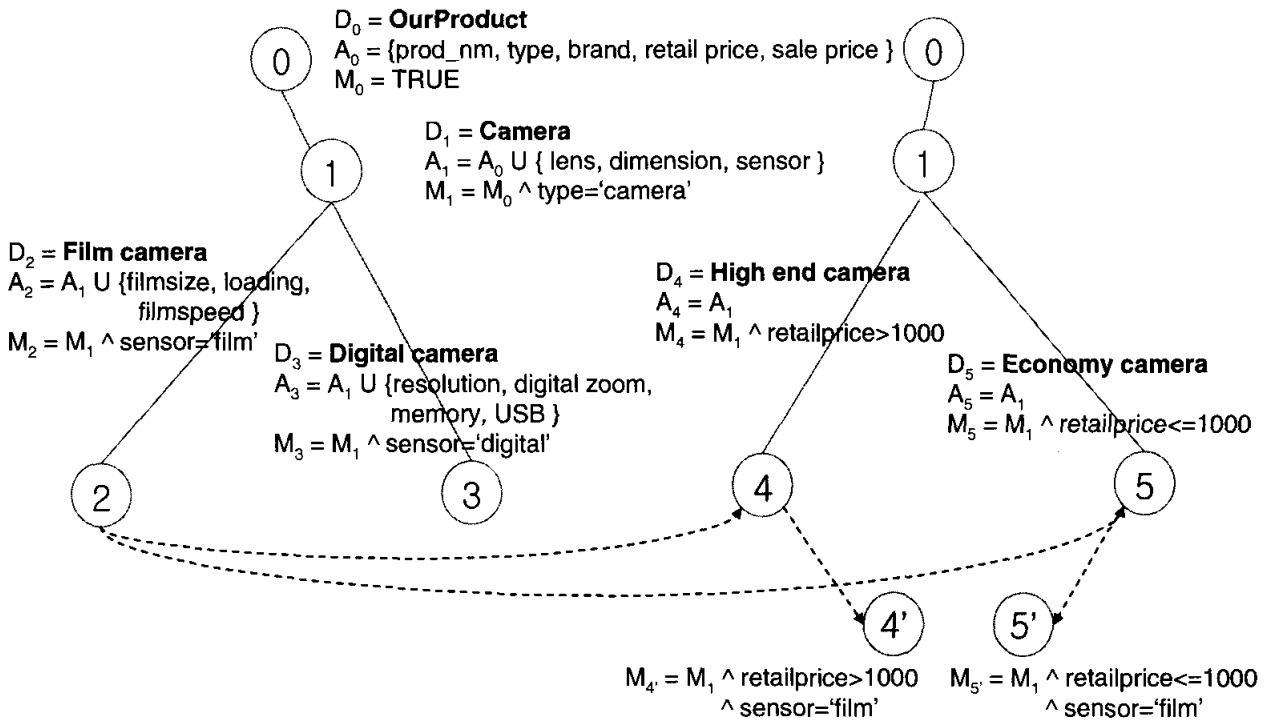 D₀ = OurProduct
A₀ = {prod_nm, type, brand, retail price, sale price }
M₀ = TRUE
0
0
D₁ = Camera
A₁ = A₀ U { lens, dimension, sensor }
M₁ = M₀ ^ type=‘camera’
1
1
D₂ = Film camera
A₂ = A₁ U {filmsize, loading,
filmspeed }
M₂ = M₁ ^ sensor=‘film’
D₃ = Digital camera
A₃ = A₁ U {resolution, digital zoom,
memory, USB }
M₃ = M₁ ^ sensor=‘digital’
D₄ = High end camera
A₄ = A₁
M₄ = M₁ ^ retailprice>1000
D₅ = Economy camera
A₅ = A₁
M₅ = M₁ ^ retailprice<=1000
2
3
4
5
4'
5'
M₄' = M₁ ^ retailprice>1000
^ sensor=‘film’
M₅' = M₁ ^ retailprice<=1000
^ sensor=‘film’